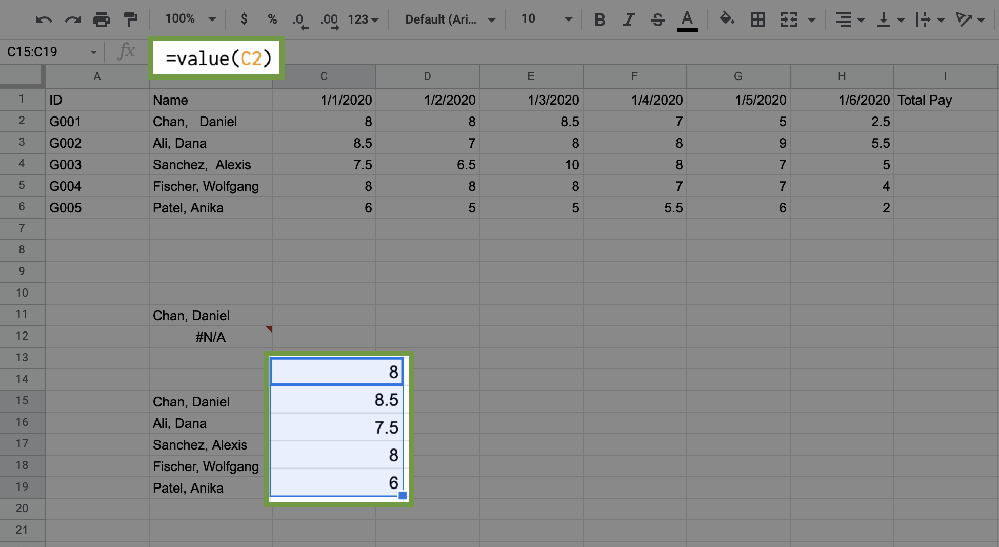 100% $ % .0 .00 123 Default (Ari... 10 B I S A
C15:C19 fx =value(C2)
A C D E F G H I
1 ID Name 1/1/2020 1/2/2020 1/3/2020 1/4/2020 1/5/2020 1/6/2020 Total Pay
2 G001 Chan, Daniel 8 8 8.5 7 5 2.5
3 G002 Ali, Dana 8.5 7 8 8 9 5.5
4 G003 Sanchez, Alexis 7.5 6.5 10 8 7 5
5 G004 Fischer, Wolfgang 8 8 8 7 7 4
6 G005 Patel, Anika 6 5 5 5.5 6 2
7
8
9
10
11 Chan, Daniel
12 #N/A
13
14
15 Chan, Daniel 8
16 Ali, Dana 8.5
17 Sanchez, Alexis 7.5
18 Fischer, Wolfgang 8
19 Patel, Anika 6
20
21